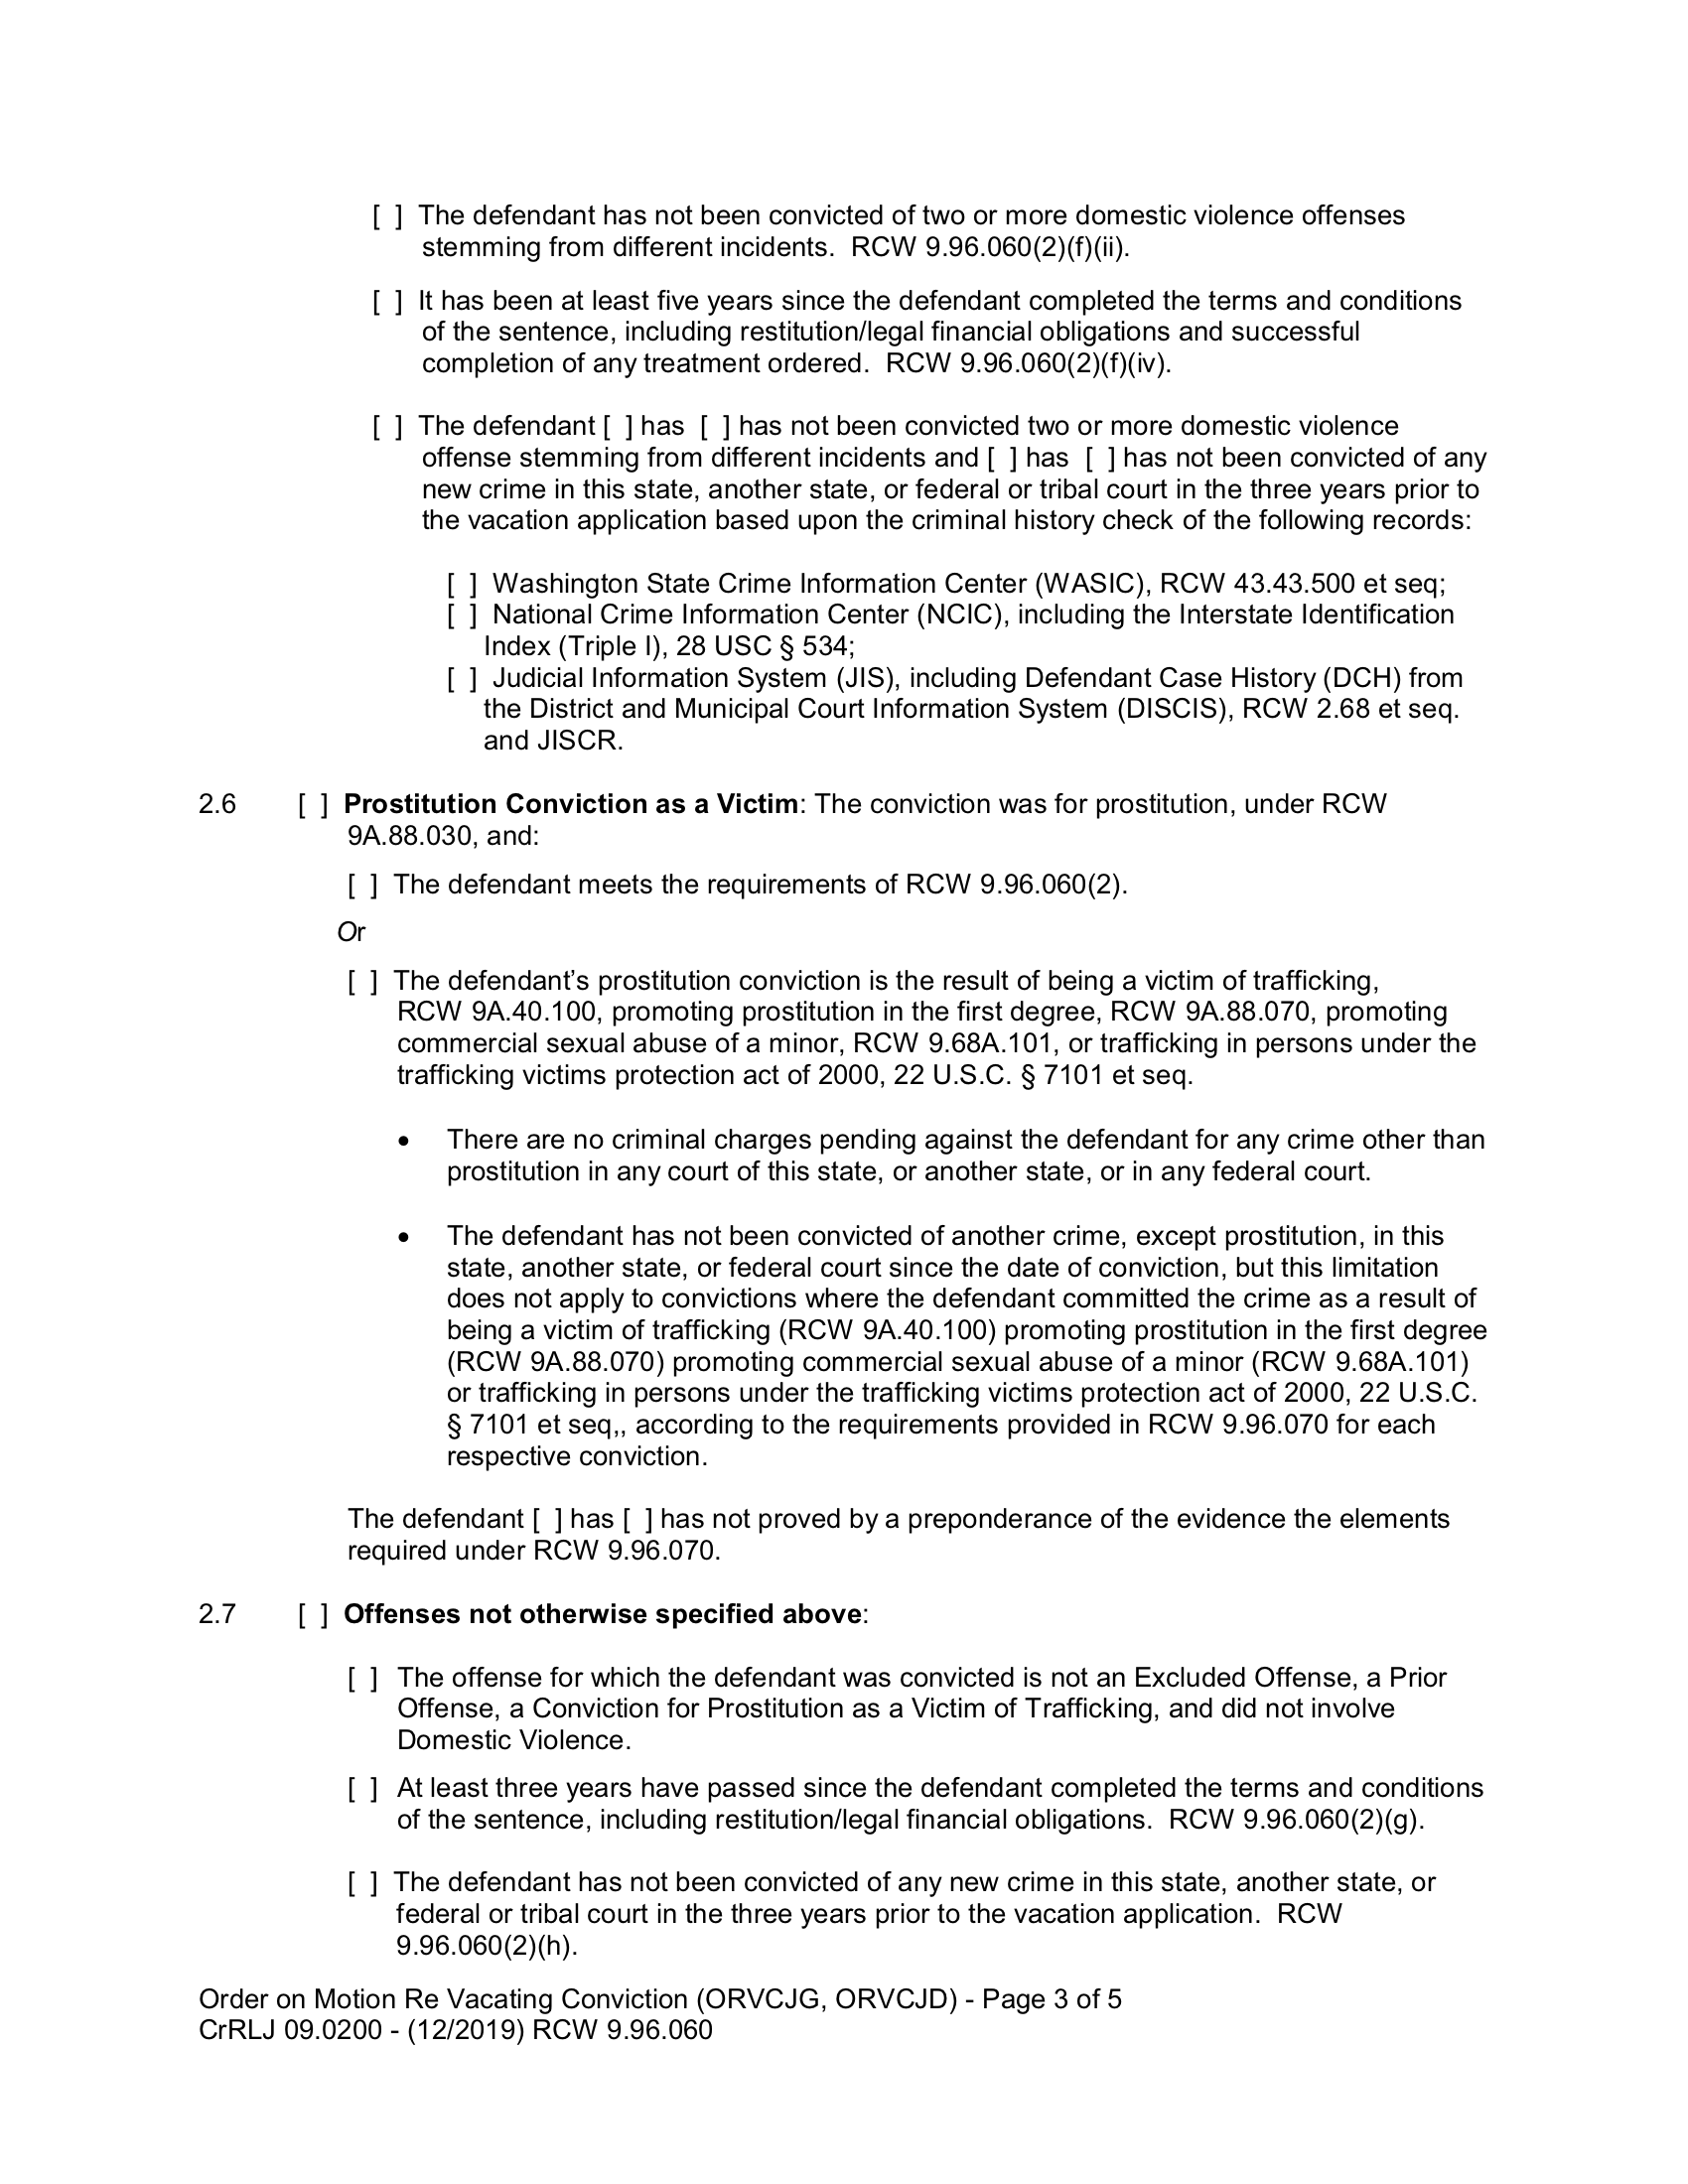 [  ]  The defendant has not been convicted of two or more domestic violence offenses
stemming from different incidents.  RCW 9.96.060(2)(f)(ii).
[  ]  It has been at least five years since the defendant completed the terms and conditions
of the sentence, including restitution/legal financial obligations and successful
completion of any treatment ordered.  RCW 9.96.060(2)(f)(iv).
[  ]  The defendant [  ] has  [  ] has not been convicted two or more domestic violence
offense stemming from different incidents and [  ] has  [  ] has not been convicted of any
new crime in this state, another state, or federal or tribal court in the three years prior to
the vacation application based upon the criminal history check of the following records:
[  ]  Washington State Crime Information Center (WASIC), RCW 43.43.500 et seq;
[  ]  National Crime Information Center (NCIC), including the Interstate Identification
Index (Triple I), 28 USC § 534;
[  ]  Judicial Information System (JIS), including Defendant Case History (DCH) from
the District and Municipal Court Information System (DISCIS), RCW 2.68 et seq.
and JISCR.
2.6 [  ]  Prostitution Conviction as a Victim: The conviction was for prostitution, under RCW
9A.88.030, and:
[  ]  The defendant meets the requirements of RCW 9.96.060(2).
Or
[  ]  The defendant’s prostitution conviction is the result of being a victim of trafficking,
RCW 9A.40.100, promoting prostitution in the first degree, RCW 9A.88.070, promoting
commercial sexual abuse of a minor, RCW 9.68A.101, or trafficking in persons under the
trafficking victims protection act of 2000, 22 U.S.C. § 7101 et seq.
• There are no criminal charges pending against the defendant for any crime other than
prostitution in any court of this state, or another state, or in any federal court.
• The defendant has not been convicted of another crime, except prostitution, in this
state, another state, or federal court since the date of conviction, but this limitation
does not apply to convictions where the defendant committed the crime as a result of
being a victim of trafficking (RCW 9A.40.100) promoting prostitution in the first degree
(RCW 9A.88.070) promoting commercial sexual abuse of a minor (RCW 9.68A.101)
or trafficking in persons under the trafficking victims protection act of 2000, 22 U.S.C.
§ 7101 et seq,, according to the requirements provided in RCW 9.96.070 for each
respective conviction.
The defendant [  ] has [  ] has not proved by a preponderance of the evidence the elements
required under RCW 9.96.070.
2.7 [  ]  Offenses not otherwise specified above:
[  ]  The offense for which the defendant was convicted is not an Excluded Offense, a Prior
Offense, a Conviction for Prostitution as a Victim of Trafficking, and did not involve
Domestic Violence.
[  ]  At least three years have passed since the defendant completed the terms and conditions
of the sentence, including restitution/legal financial obligations.  RCW 9.96.060(2)(g).
[  ]  The defendant has not been convicted of any new crime in this state, another state, or
federal or tribal court in the three years prior to the vacation application.  RCW
9.96.060(2)(h).
Order on Motion Re Vacating Conviction (ORVCJG, ORVCJD) - Page 3 of 5
CrRLJ 09.0200 - (12/2019) RCW 9.96.060